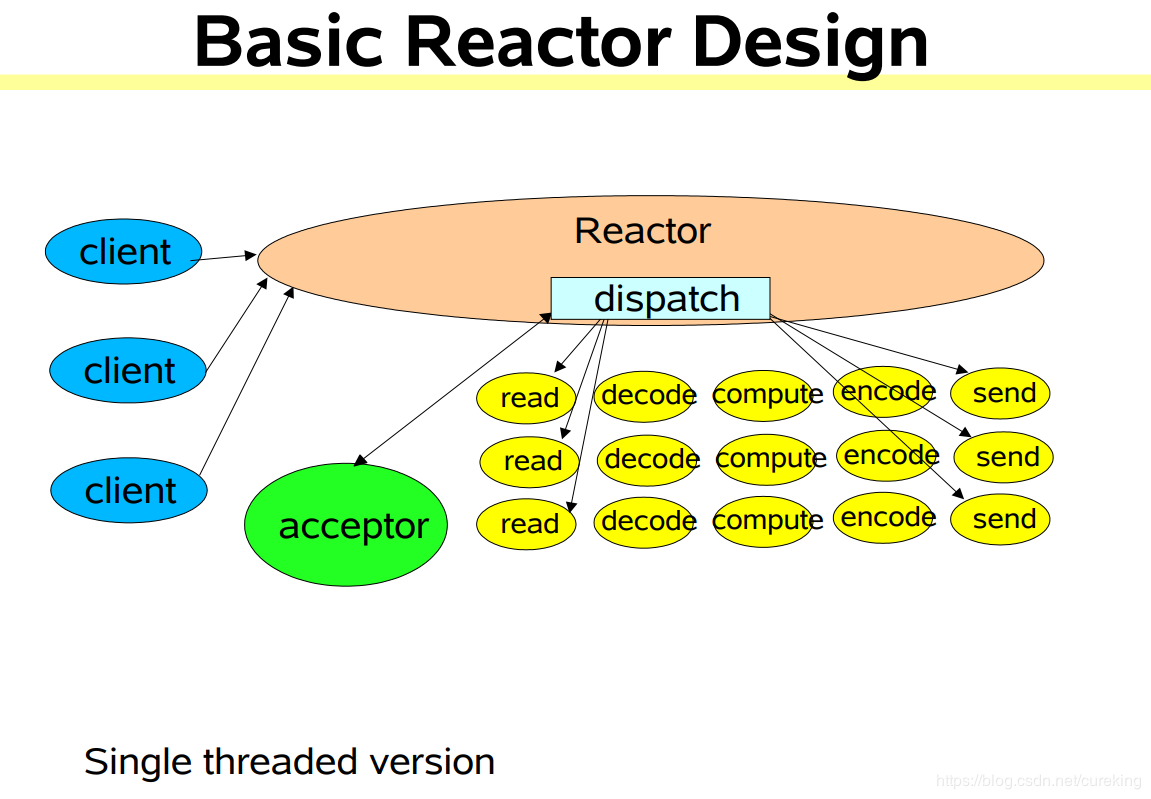 Basic Reactor Design
Reactor
client
dispatch
client
read decode compute encode send
read decode compute encode send
client
acceptor
read decode compute encode send
Single threaded version
https://blog.csdn.net/cureking